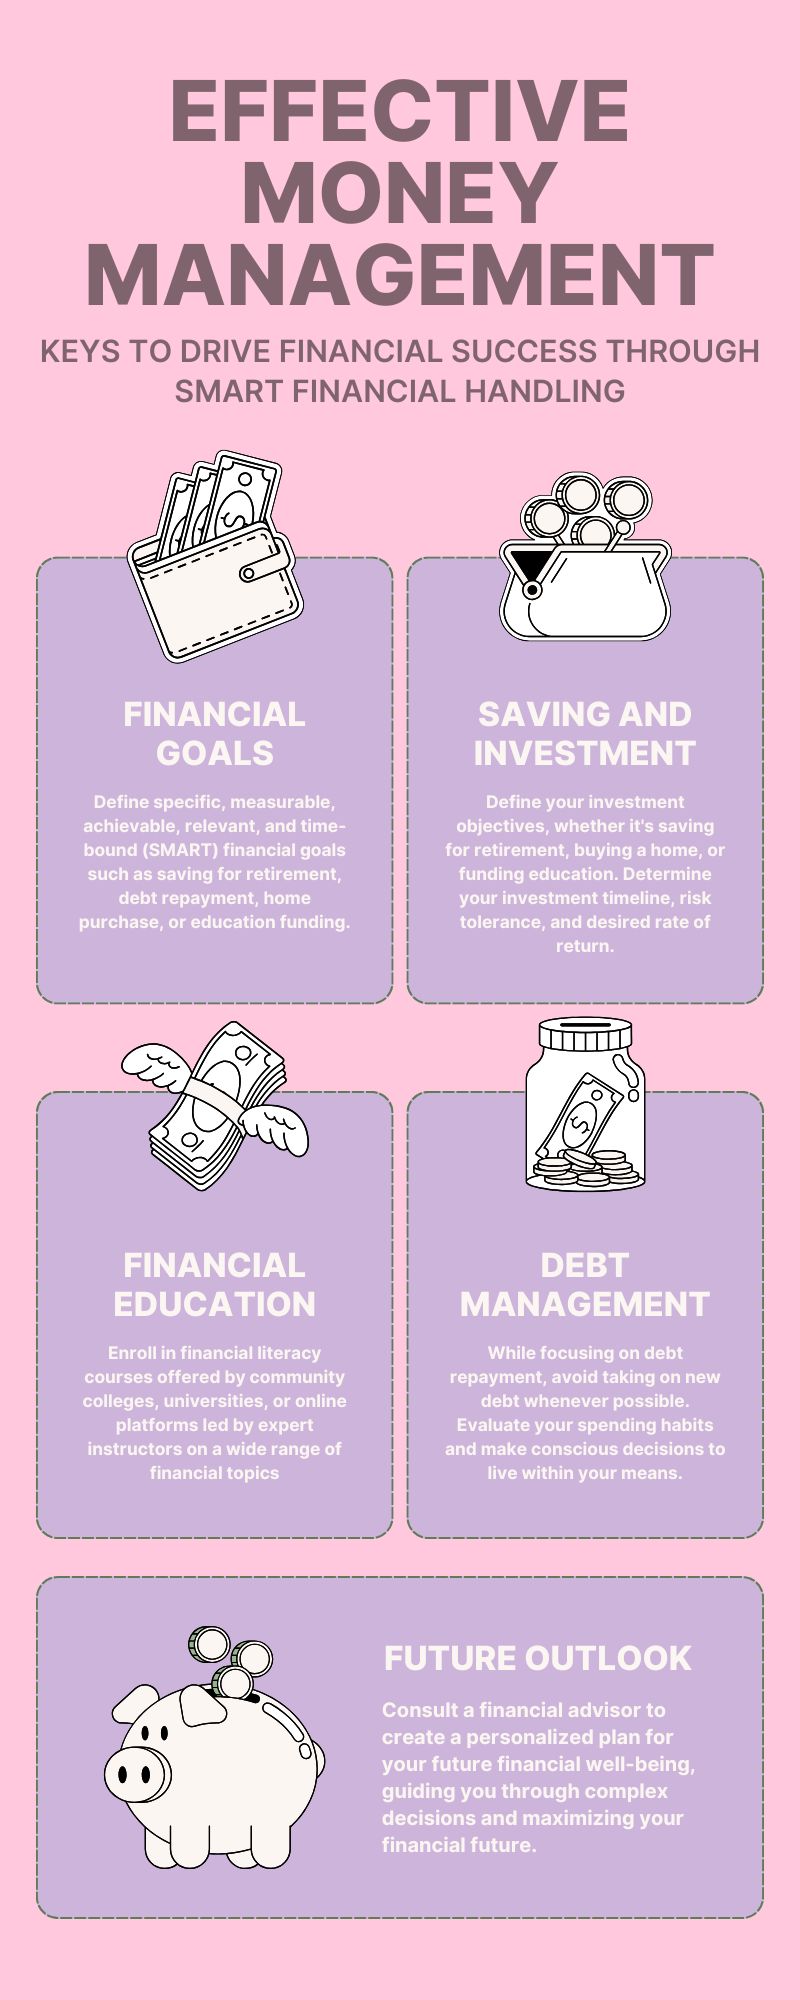 EFFECTIVE
MONEY
MANAGEMENT
KEYS TO DRIVE FINANCIAL SUCCESS THROUGH
SMART FINANCIAL HANDLING
FINANCIAL
GOALS
Define specific, measurable,
achievable, relevant, and time-
bound (SMART) financial goals
such as saving for retirement,
debt repayment, home
purchase, or education funding.
SAVING AND
INVESTMENT
Define your investment
objectives, whether it's saving
for retirement, buying a home, or
funding education. Determine
your investment timeline, risk
tolerance, and desired rate of
return.
FINANCIAL
EDUCATION
Enroll in financial literacy
courses offered by community
colleges, universities, or online
platforms led by expert
instructors on a wide range of
financial topics
DEBT
MANAGEMENT
While focusing on debt
repayment, avoid taking on new
debt whenever possible.
Evaluate your spending habits
and make conscious decisions to
live within your means.
FUTURE OUTLOOK
Consult a financial advisor to
create a personalized plan for
your future financial well-being,
guiding you through complex
decisions and maximizing your
financial future.